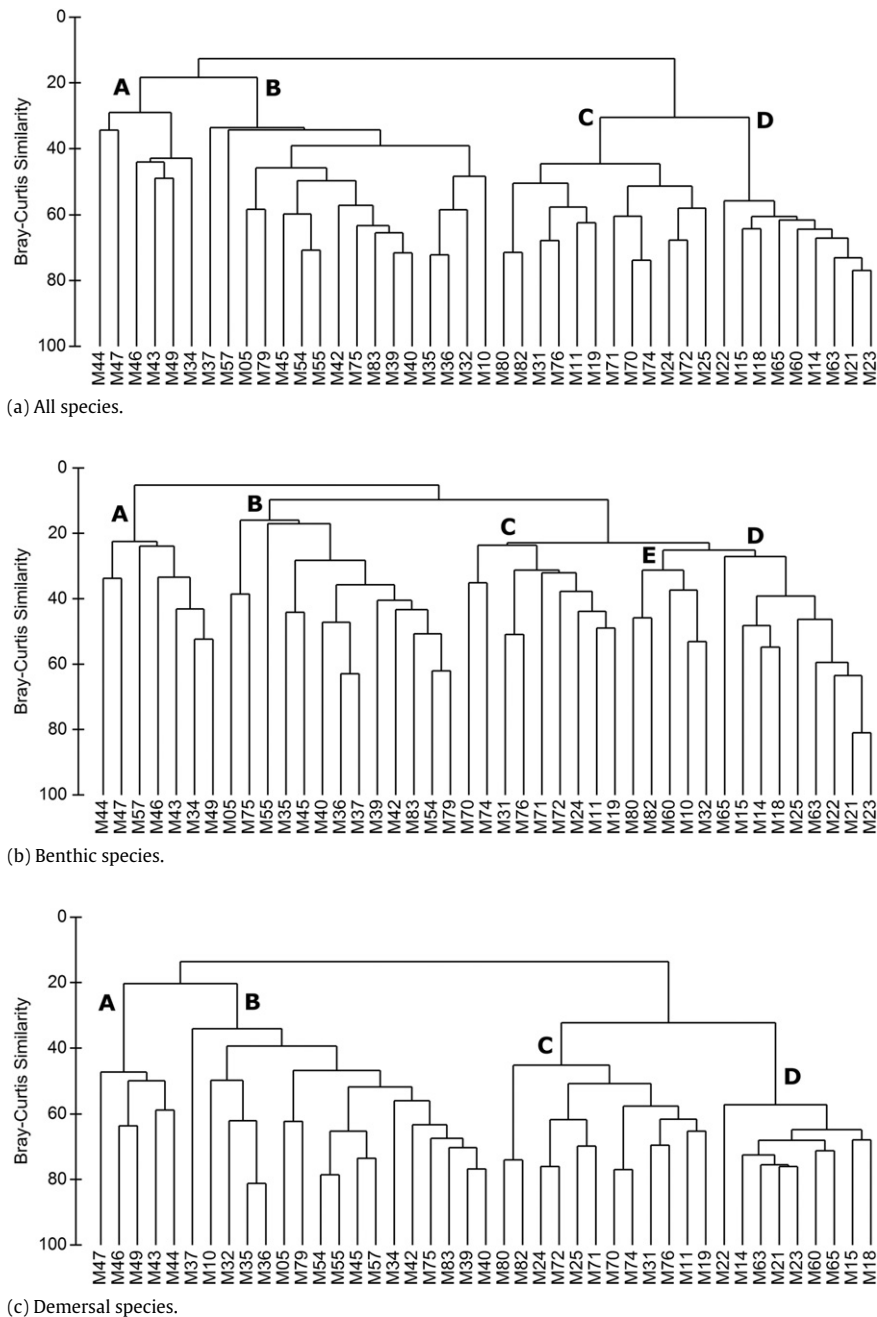 0
20
40
60
80
100
Bray-Curtis Similarity
A
B
C
D
M44 M47 M46 M43 M49 M34 M37 M57 M05 M79 M45 M54 M55 M42 M75 M83 M39 M40 M35 M36 M32 M10 M80 M82 M31 M76 M11 M19 M71 M70 M74 M24 M72 M25 M22 M15 M18 M65 M60 M14 M63 M21 M23
(a) All species.
0
20
40
60
80
100
Bray-Curtis Similarity
A
B
C
E
D
M44 M47 M57 M46 M43 M34 M49 M05 M75 M55 M35 M45 M40 M36 M37 M39 M42 M83 M54 M79 M70 M74 M31 M76 M71 M72 M24 M11 M19 M80 M82 M60 M10 M32 M65 M15 M14 M18 M25 M63 M22 M21 M23
(b) Benthic species.
0
20
40
60
80
100
Bray-Curtis Similarity
A
B
C
D
M47 M46 M49 M43 M44 M37 M10 M32 M35 M36 M05 M79 M54 M55 M45 M57 M34 M42 M75 M83 M39 M40 M80 M82 M24 M72 M25 M71 M70 M74 M31 M76 M11 M19 M22 M14 M63 M21 M23 M60 M65 M15 M18
(c) Demersal species.